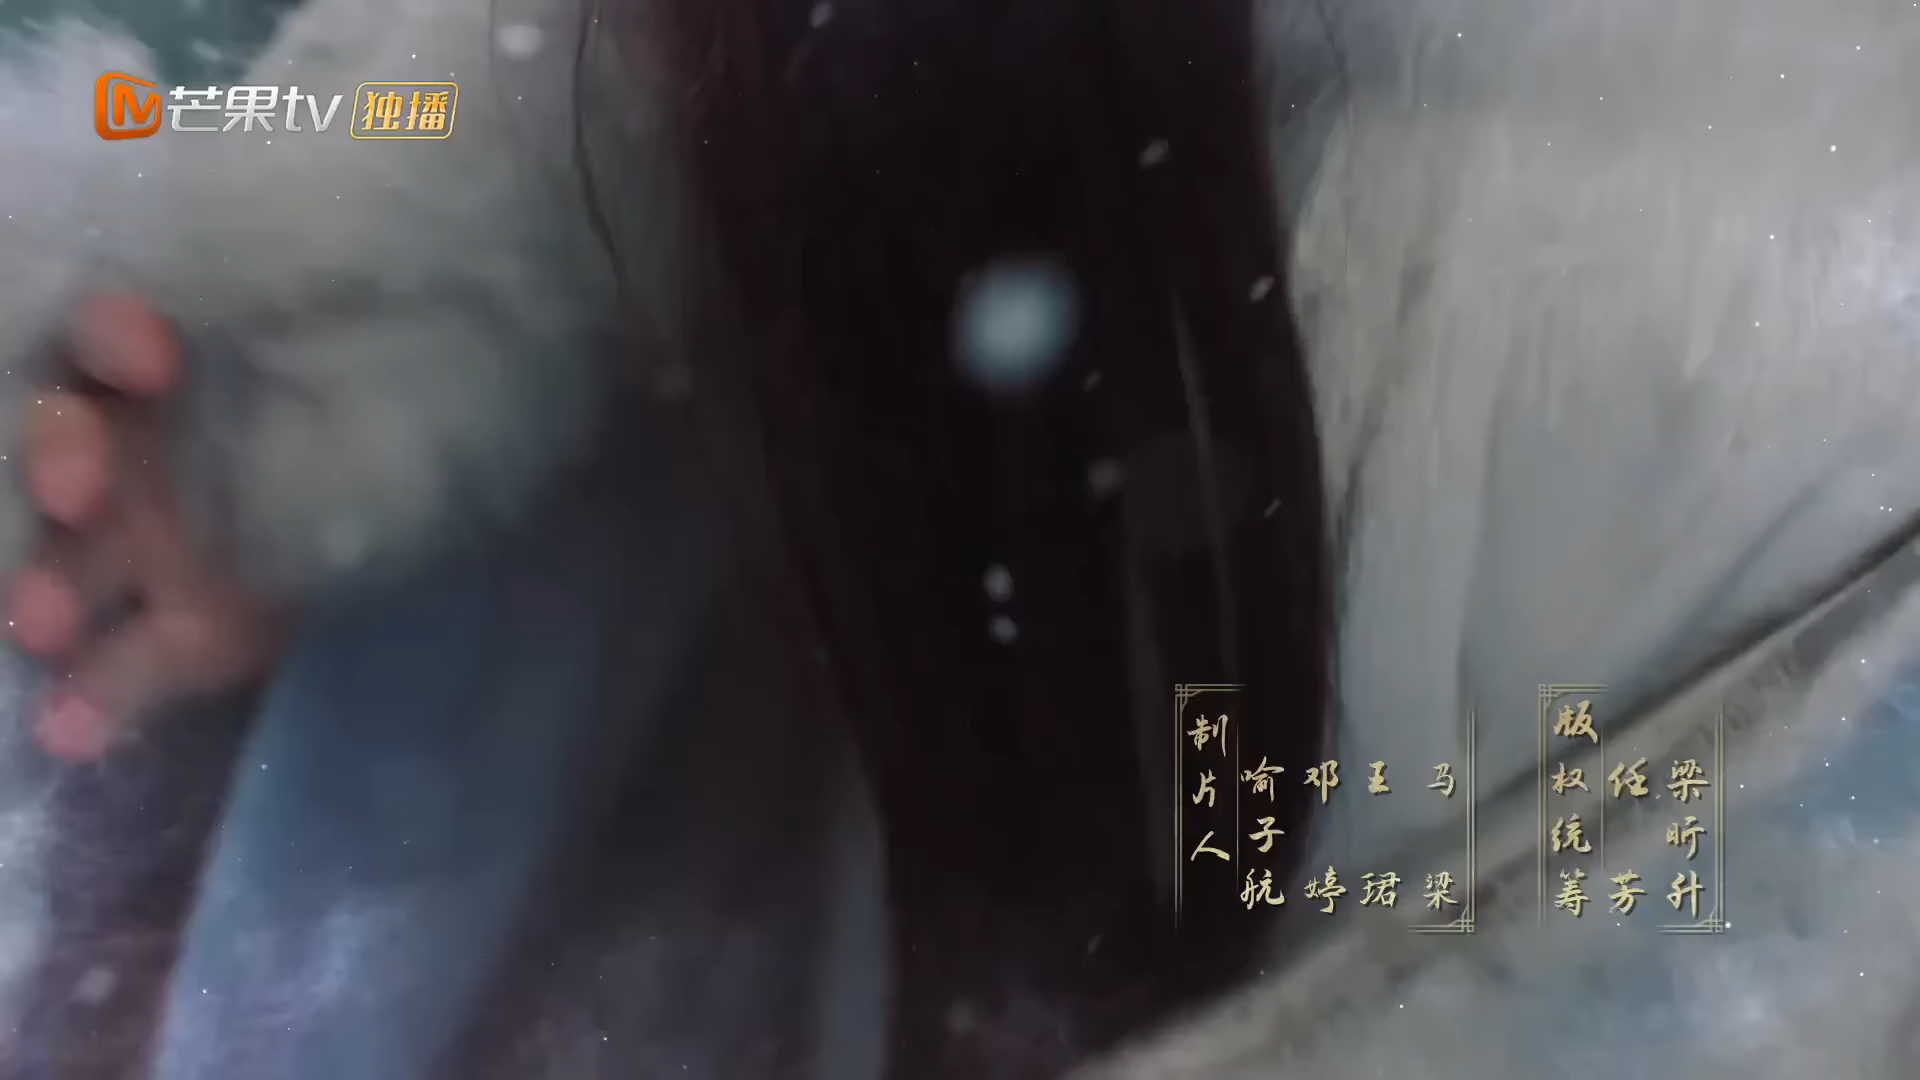 芒果tv 独播
制片人
喻子航
邓婷
王珺
马梁
版权统筹
任芳
梁昕升